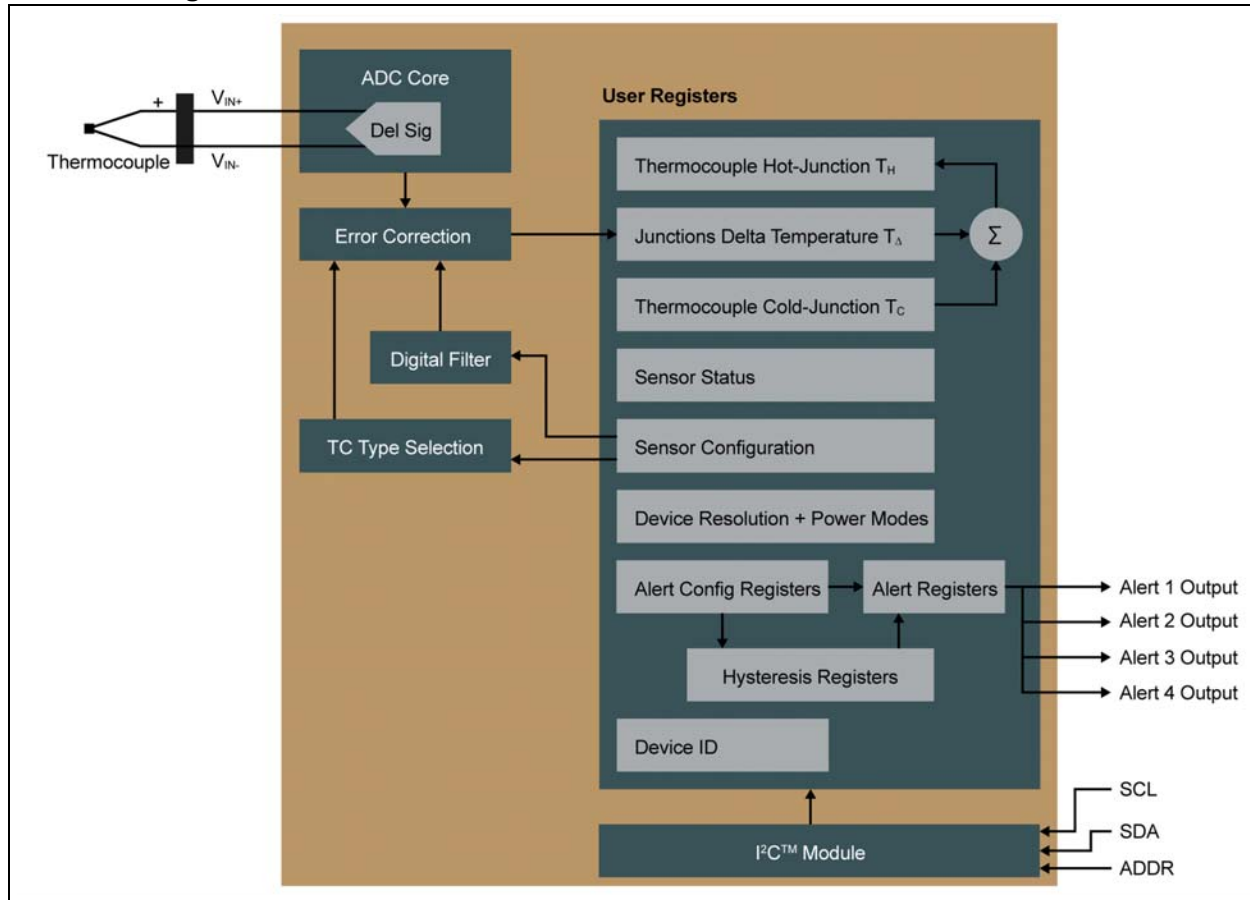 ADC Core
+
V_IN+
Del Sig
Thermocouple
V_IN-
Error Correction
Digital Filter
TC Type Selection
User Registers
Thermocouple Hot-Junction T_H
Junctions Delta Temperature T_Δ
Σ
Thermocouple Cold-Junction T_C
Sensor Status
Sensor Configuration
Device Resolution + Power Modes
Alert Config Registers
Alert Registers
Hysteresis Registers
Device ID
Alert 1 Output
Alert 2 Output
Alert 3 Output
Alert 4 Output
I²C™ Module
SCL
SDA
ADDR